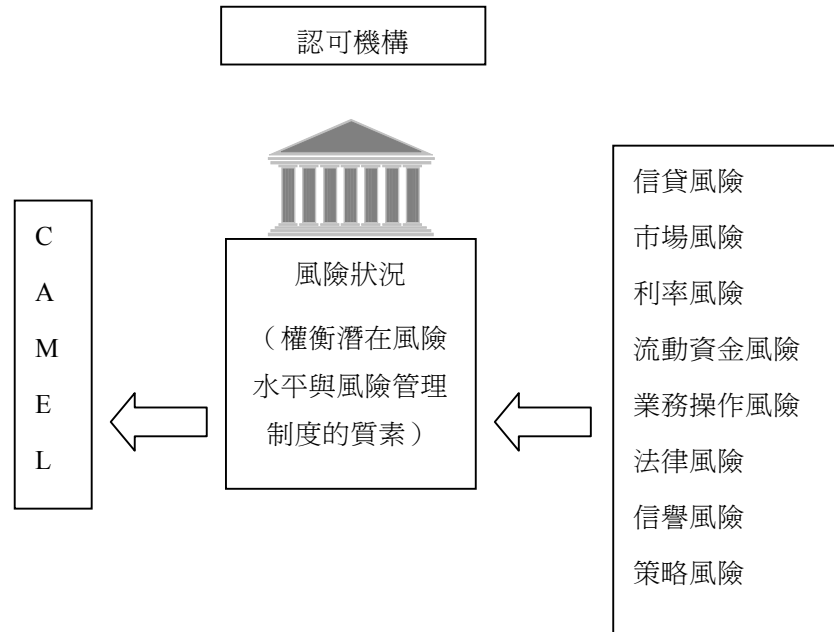 認可機構
C
A
M
E
L
風險狀況
（權衡潛在風險
水平與風險管理
制度的質素）
信貸風險
市場風險
利率風險
流動資金風險
業務操作風險
法律風險
信譽風險
策略風險